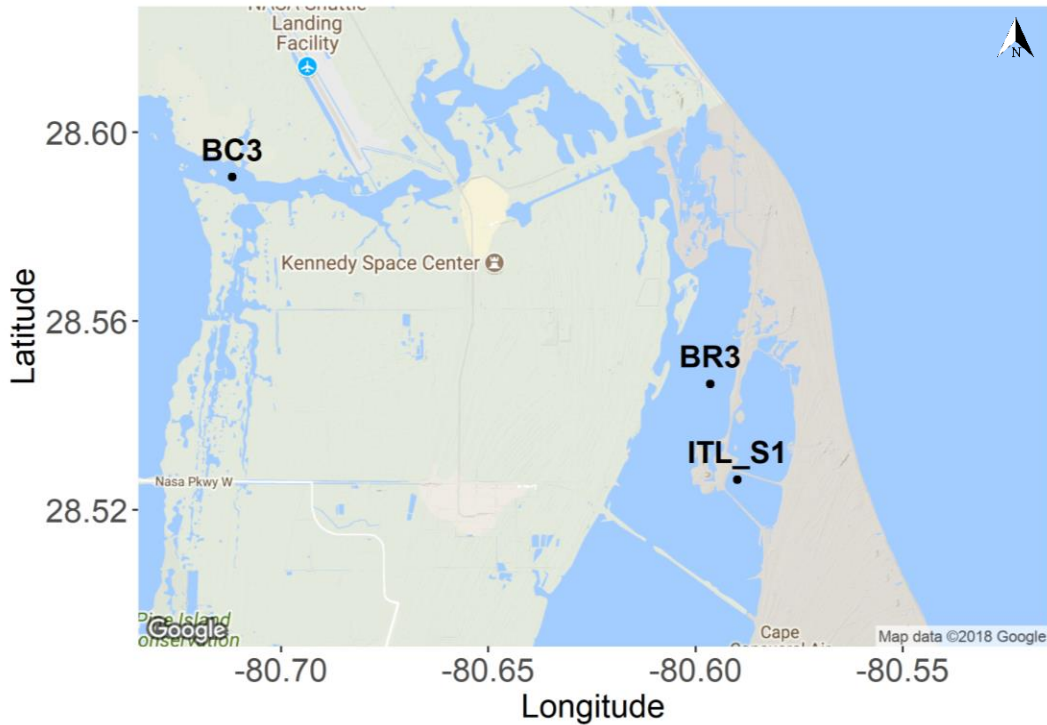 NASA Shuttle
Landing
Facility
N
28.60
BC3
Kennedy Space Center
28.56
Latitude
BR3
ITL_S1
Nasa Pkwy W
28.52
Pine Island
Conservation
Google
Cape
Canaveral Air
Map data ©2018 Google
-80.70
-80.65
-80.60
-80.55
Longitude